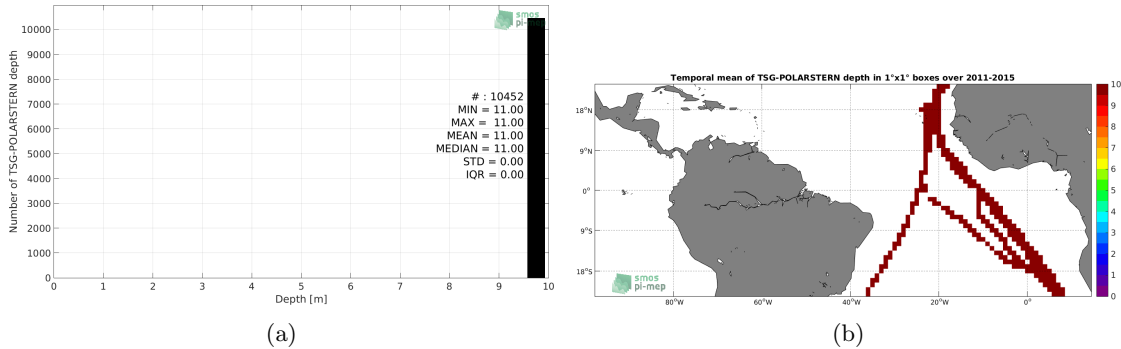 smos
pi-mep
10000
9000
8000
7000
6000
5000
4000
3000
2000
1000
0
Number of TSG-POLARSTERN depth
# : 10452
MIN = 11.00
MAX = 11.00
MEAN = 11.00
MEDIAN = 11.00
STD = 0.00
IQR = 0.00
0 1 2 3 4 5 6 7 8 9 10
Depth [m]
(a)
Temporal mean of TSG-POLARSTERN depth in 1°x1° boxes over 2011-2015
18°N
9°N
0°
9°S
18°S
80°W 60°W 40°W 20°W 0°
10
9
8
7
6
5
4
3
2
1
0
smos
pi-mep
(b)